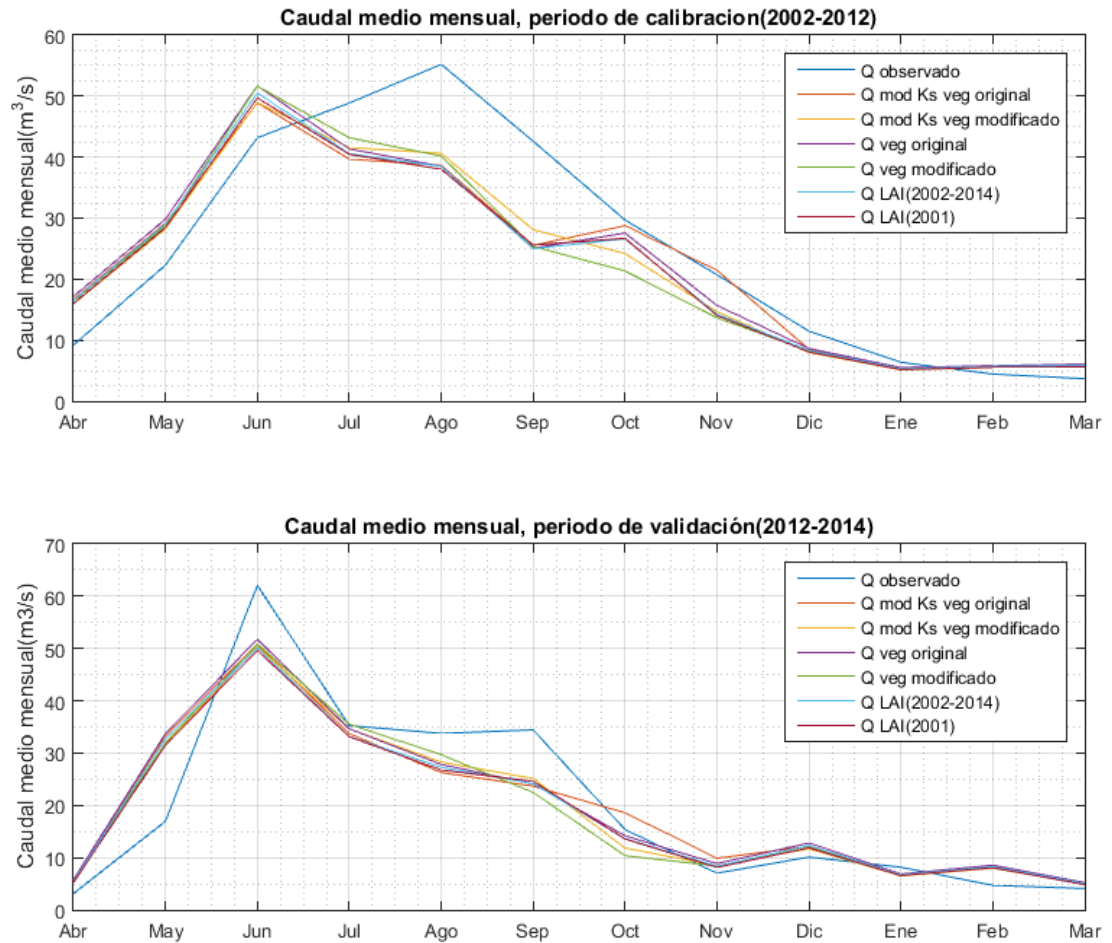 Caudal medio mensual, periodo de calibracion(2002-2012)
Caudal medio mensual(m³/s)
60
50
40
30
20
10
0
Q observado
Q mod Ks veg original
Q mod Ks veg modificado
Q veg original
Q veg modificado
Q LAI(2002-2014)
Q LAI(2001)
Abr May Jun Jul Ago Sep Oct Nov Dic Ene Feb Mar
Caudal medio mensual, periodo de validación(2012-2014)
Caudal medio mensual(m3/s)
70
60
50
40
30
20
10
0
Q observado
Q mod Ks veg original
Q mod Ks veg modificado
Q veg original
Q veg modificado
Q LAI(2002-2014)
Q LAI(2001)
Abr May Jun Jul Ago Sep Oct Nov Dic Ene Feb Mar